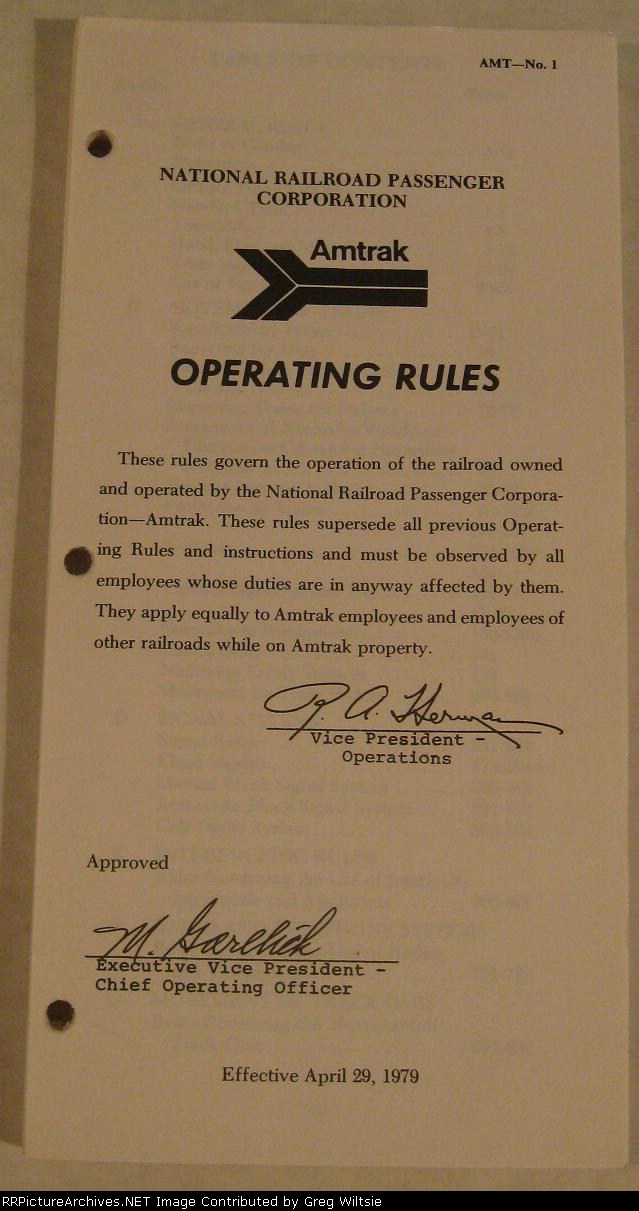 AMT—No. 1
NATIONAL RAILROAD PASSENGER
CORPORATION
Amtrak
OPERATING RULES
These rules govern the operation of the railroad owned
and operated by the National Railroad Passenger Corpora-
tion—Amtrak. These rules supersede all previous Operat-
ing Rules and instructions and must be observed by all
employees whose duties are in anyway affected by them.
They apply equally to Amtrak employees and employees of
other railroads while on Amtrak property.
R. A. Herman
Vice President -
Operations
Approved
M. Garelick
Executive Vice President -
Chief Operating Officer
Effective April 29, 1979
RRPictureArchives.NET Image Contributed by Greg Wiltsie